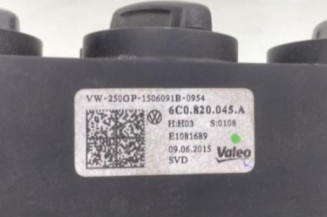 VW-250GP-1506091B-0954
6C0.820.045.A
H:H03 S:0108
E1081689
09.06.2015
SVD
Valeo